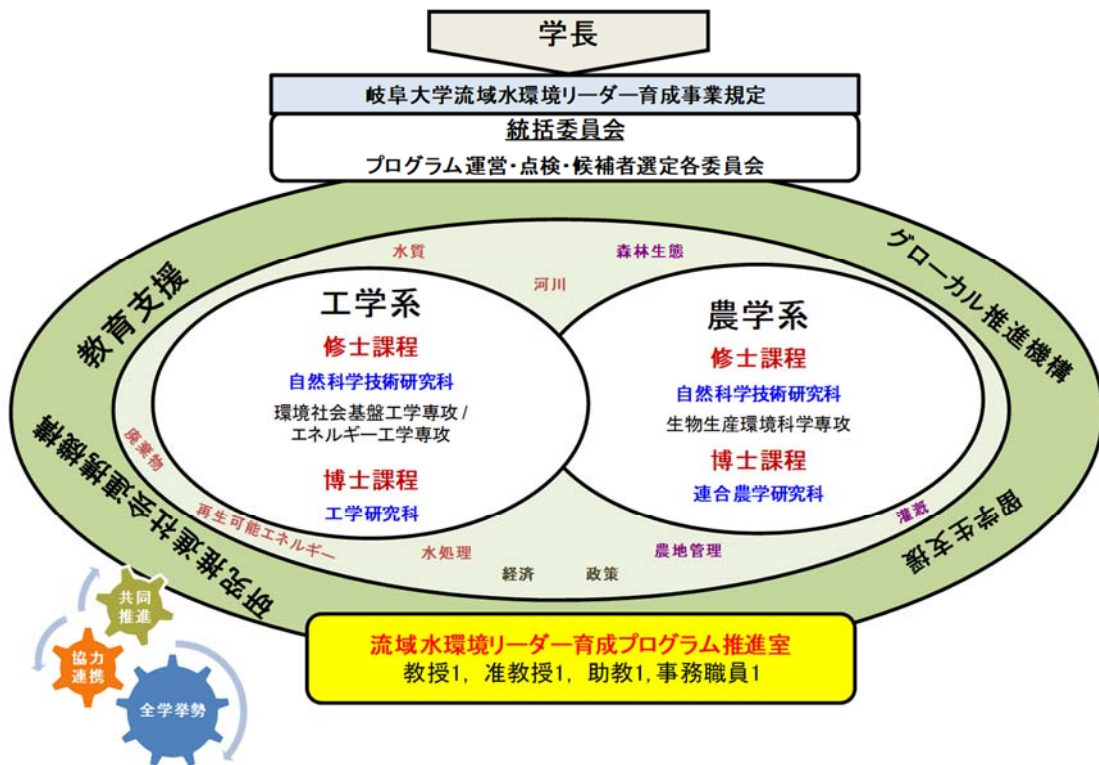 学長
岐阜大学流域水環境リーダー育成事業規定
統括委員会
プログラム運営・点検・候補者選定各委員会
教育支援
グローカル推進機構
研究推進社会連携機構
留学生支援
水質
森林生態
河川
工学系
修士課程
自然科学技術研究科
環境社会基盤工学専攻/
エネルギー工学専攻
博士課程
工学研究科
農学系
修士課程
自然科学技術研究科
生物生産環境科学専攻
博士課程
連合農学研究科
廃棄物
再生可能エネルギー
水処理
農地管理
灌漑
経済
政策
共同
推進
協力
連携
全学挙勢
流域水環境リーダー育成プログラム推進室
教授1, 准教授1, 助教1,事務職員1